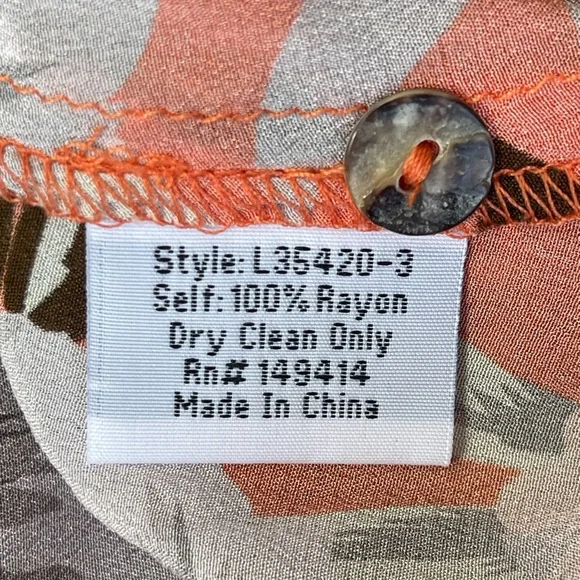 Style: L35420-3
Self: 100% Rayon
Dry Clean Only
Rn# 149414
Made In China